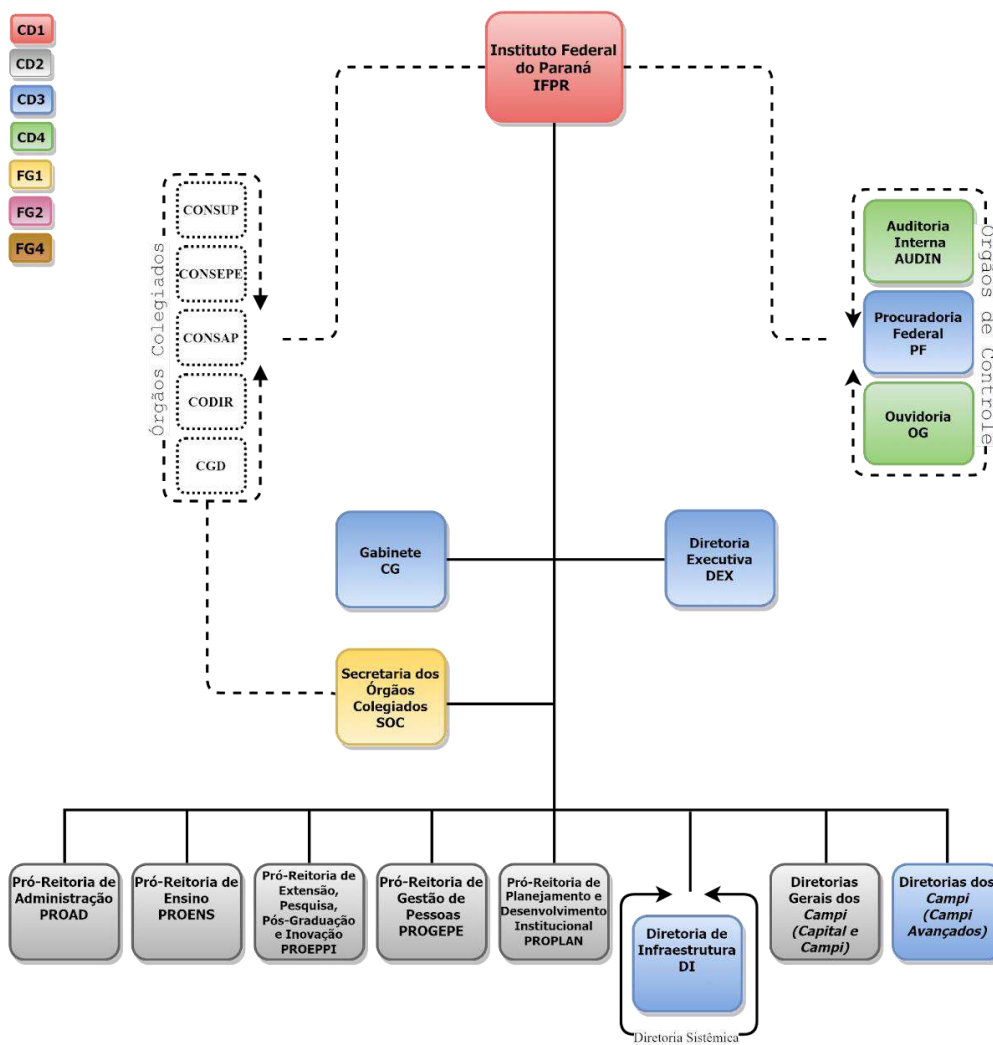 CD1
CD2
CD3
CD4
FG1
FG2
FG4
Instituto Federal
do Paraná
IFPR
Órgãos Colegiados
CONSUP
CONSEPE
CONSAP
CODIR
CGD
Auditoria
Interna
AUDIN
Procuradoria
Federal
PF
Ouvidoria
OG
Orgãos de Controle
Gabinete
CG
Diretoria
Executiva
DEX
Secretaria dos
Órgãos
Colegiados
SOC
Pró-Reitoria de
Administração
PROAD
Pró-Reitoria de
Ensino
PROENS
Pró-Reitoria de
Extensão,
Pesquisa,
Pós-Graduação
e Inovação
PROEPPI
Pró-Reitoria de
Gestão de
Pessoas
PROGEPE
Pró-Reitoria de
Planejamento e
Desenvolvimento
Institucional
PROPLAN
Diretoria de
Infraestrutura
DI
Diretoria Sistêmica
Diretorias
Gerais dos
Campi
(Capital e
Campi)
Diretorias dos
Campi
(Campi
Avançados)